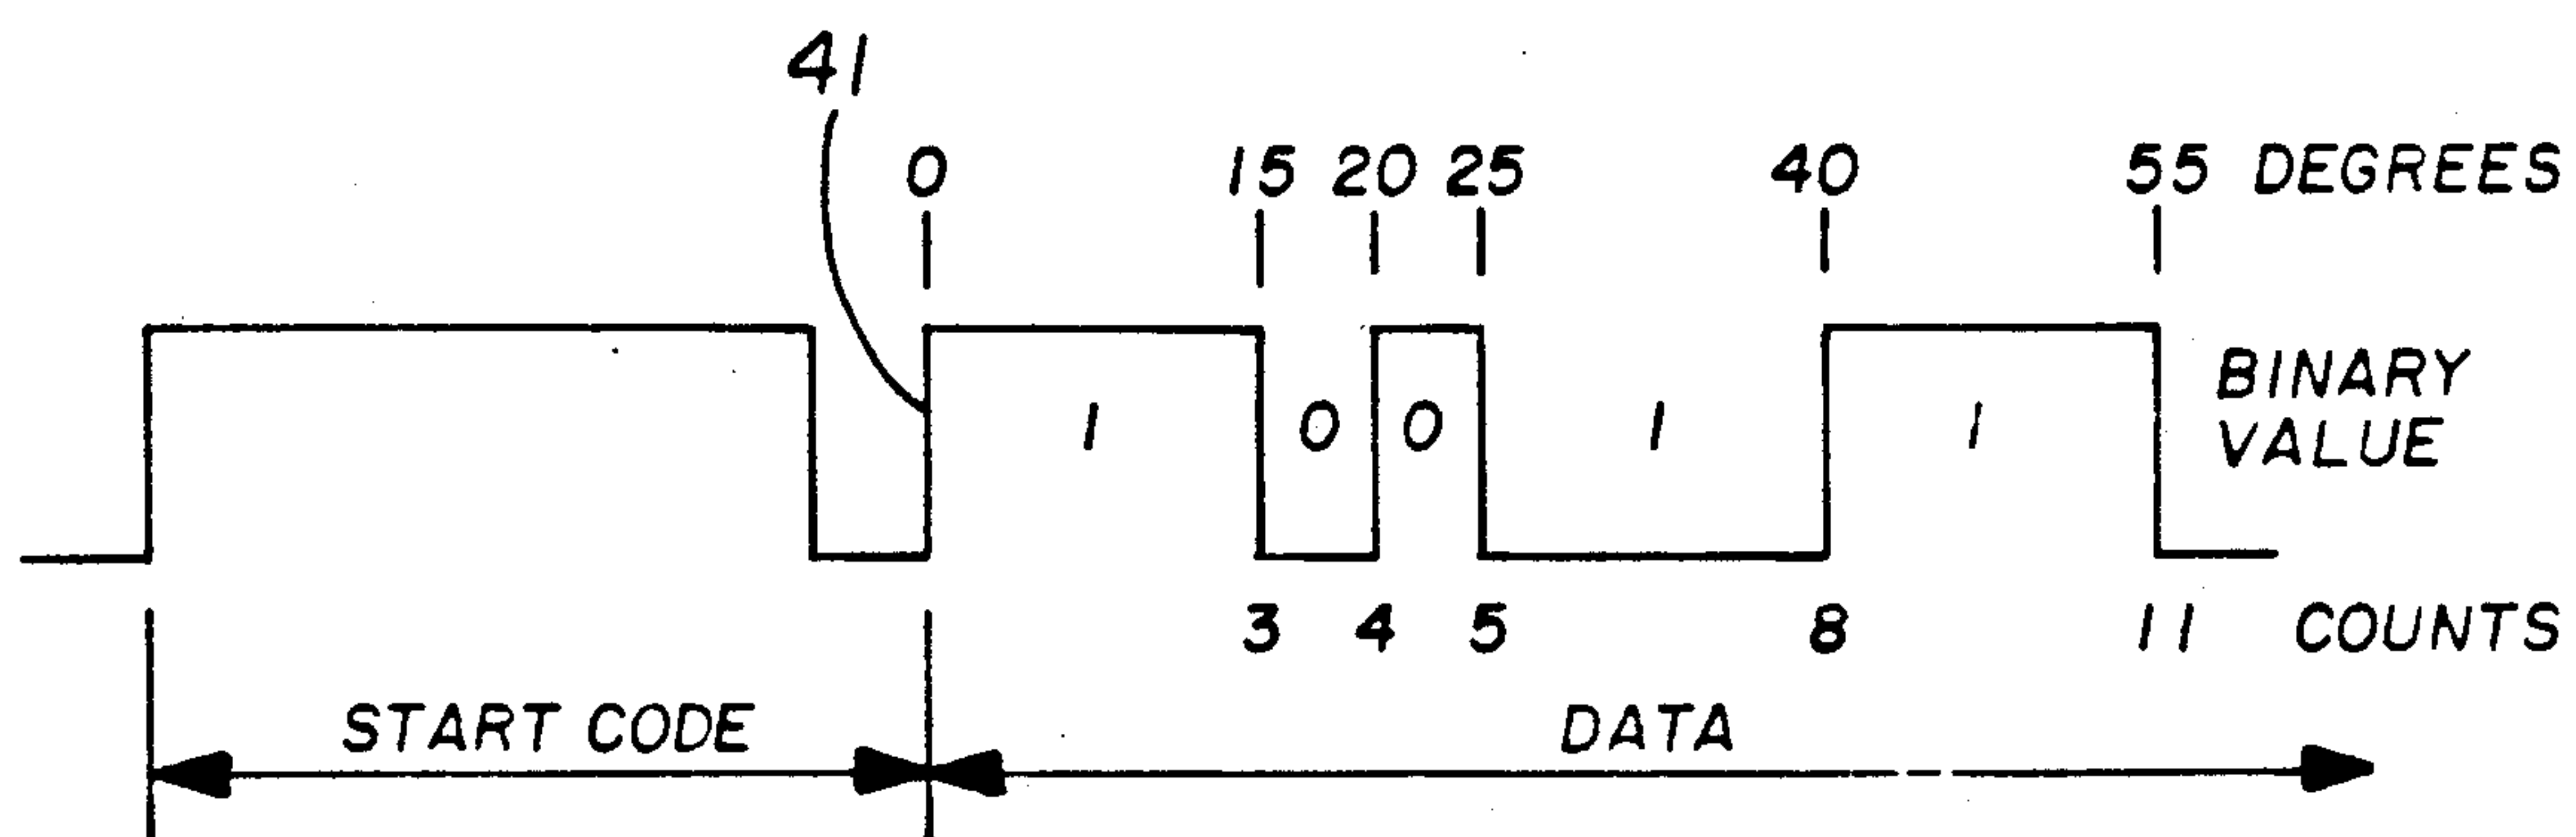 41
0 15 20 25 40 55 DEGREES
1 0 0 1 1 BINARY
VALUE
3 4 5 8 11 COUNTS
START CODE DATA